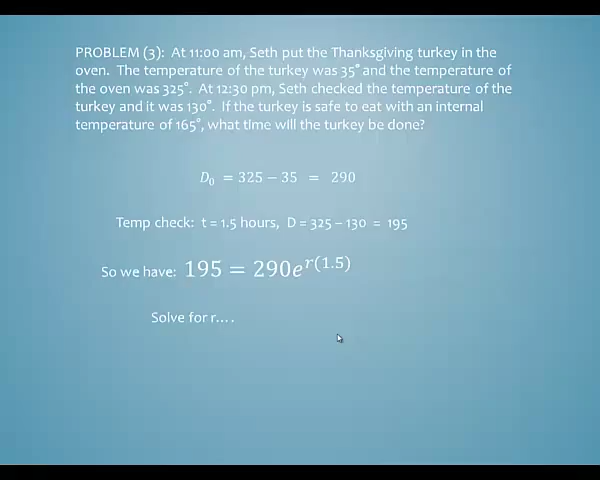 PROBLEM (3): At 11:00 am, Seth put the Thanksgiving turkey in the
oven. The temperature of the turkey was 35° and the temperature of
the oven was 325°. At 12:30 pm, Seth checked the temperature of the
turkey and it was 130°. If the turkey is safe to eat with an internal
temperature of 165°, what time will the turkey be done?
D₀ = 325 − 35 = 290
Temp check: t = 1.5 hours, D = 325 – 130 = 195
So we have: 195 = 290e^{r(1.5)}
Solve for r….